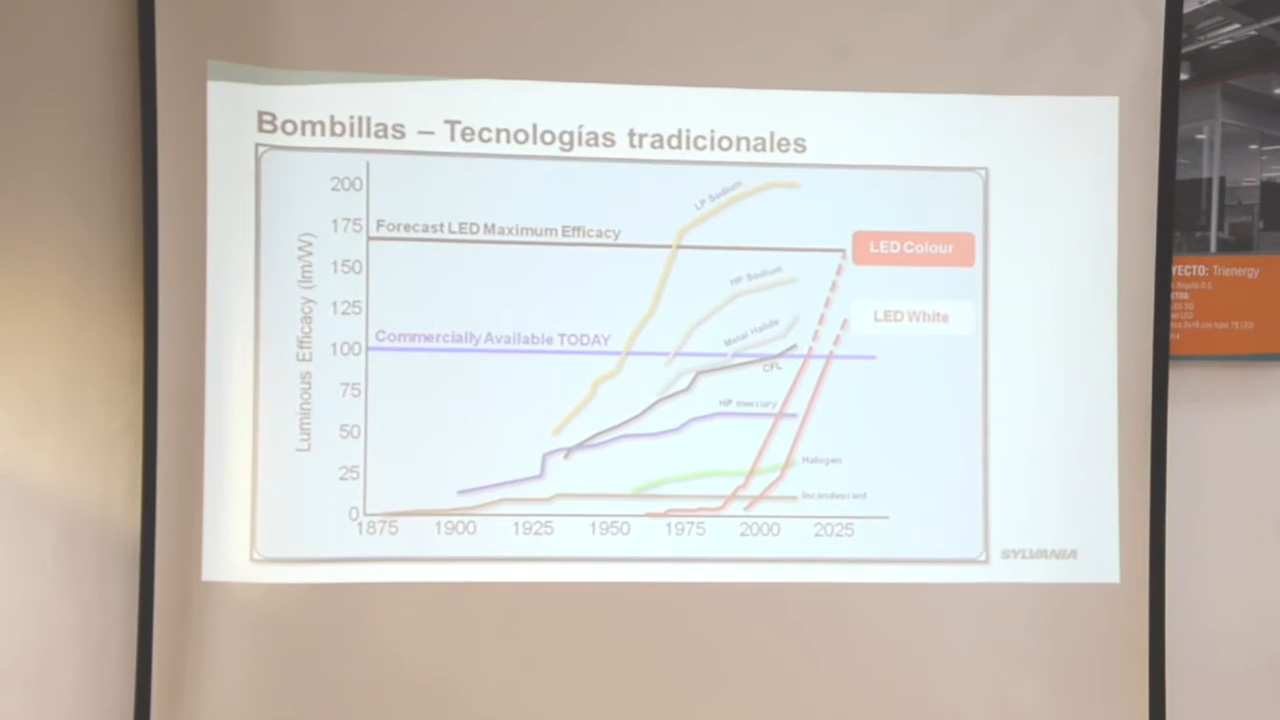 Bombillas – Tecnologías tradicionales
Luminous Efficacy (lm/W)
200
175
150
125
100
75
50
25
0
1875 1900 1925 1950 1975 2000 2025
Forecast LED Maximum Efficacy
Commercially Available TODAY
LP Sodium
HP Sodium
Metal Halide
CFL
HP mercury
Halogen
Incandescent
LED Colour
LED White
SYLVANIA
YECTO: Trienergy
Bogotá D.C.